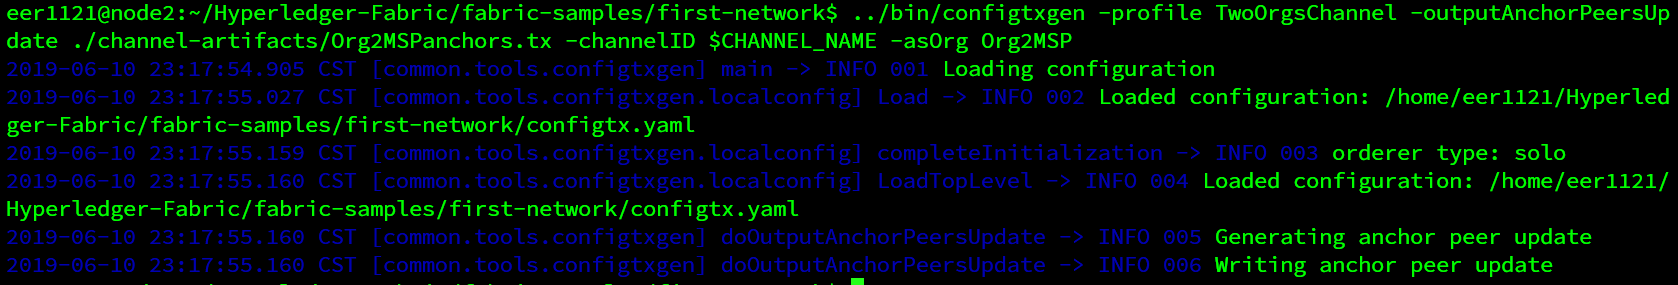 eer1121@node2:~/Hyperledger-Fabric/fabric-samples/first-network$ ../bin/configtxgen -profile TwoOrgsChannel -outputAnchorPeersUp
date ./channel-artifacts/Org2MSPanchors.tx -channelID $CHANNEL_NAME -asOrg Org2MSP
2019-06-10 23:17:54.905 CST [common.tools.configtxgen] main -> INFO 001 Loading configuration
2019-06-10 23:17:55.027 CST [common.tools.configtxgen.localconfig] Load -> INFO 002 Loaded configuration: /home/eer1121/Hyperled
ger-Fabric/fabric-samples/first-network/configtx.yaml
2019-06-10 23:17:55.159 CST [common.tools.configtxgen.localconfig] completeInitialization -> INFO 003 orderer type: solo
2019-06-10 23:17:55.160 CST [common.tools.configtxgen.localconfig] LoadTopLevel -> INFO 004 Loaded configuration: /home/eer1121/
Hyperledger-Fabric/fabric-samples/first-network/configtx.yaml
2019-06-10 23:17:55.160 CST [common.tools.configtxgen] doOutputAnchorPeersUpdate -> INFO 005 Generating anchor peer update
2019-06-10 23:17:55.160 CST [common.tools.configtxgen] doOutputAnchorPeersUpdate -> INFO 006 Writing anchor peer update